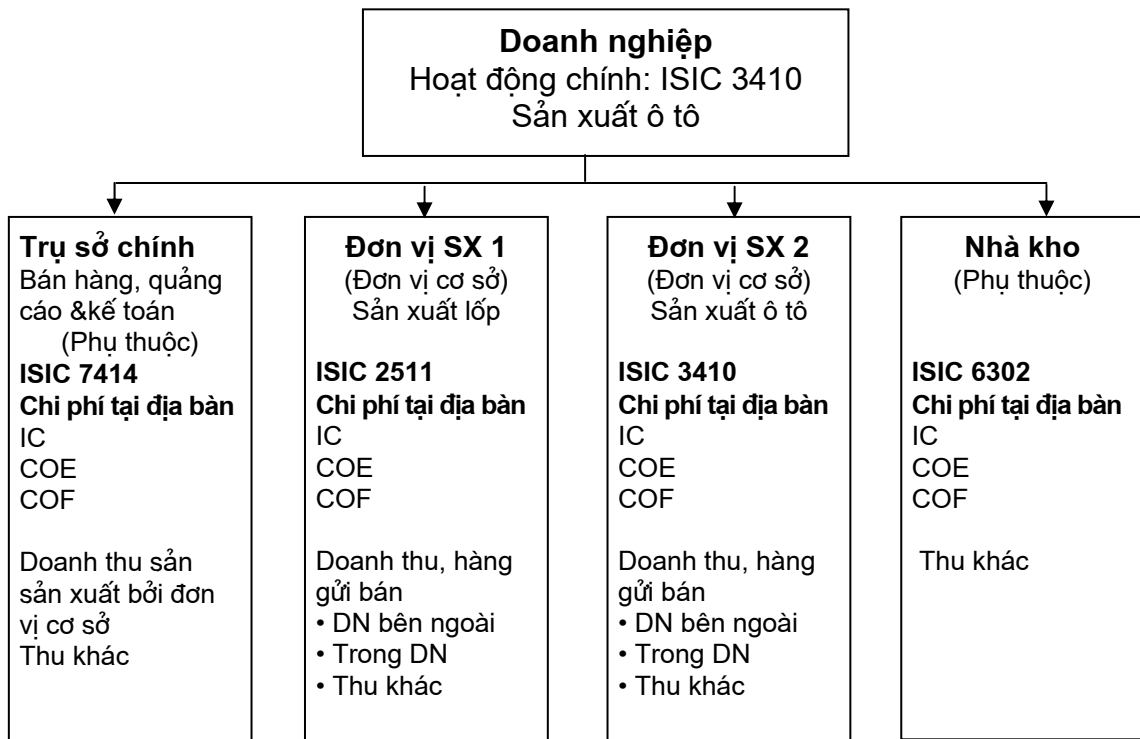 Doanh nghiệp
Hoạt động chính: ISIC 3410
Sản xuất ô tô
Trụ sở chính
Bán hàng, quảng
cáo &kế toán
(Phụ thuộc)
ISIC 7414
Chi phí tại địa bàn
IC
COE
COF
Doanh thu sản
sản xuất bởi đơn
vị cơ sở
Thu khác
Đơn vị SX 1
(Đơn vị cơ sở)
Sản xuất lốp
ISIC 2511
Chi phí tại địa bàn
IC
COE
COF
Doanh thu, hàng
gửi bán
• DN bên ngoài
• Trong DN
• Thu khác
Đơn vị SX 2
(Đơn vị cơ sở)
Sản xuất ô tô
ISIC 3410
Chi phí tại địa bàn
IC
COE
COF
Doanh thu, hàng
gửi bán
• DN bên ngoài
• Trong DN
• Thu khác
Nhà kho
(Phụ thuộc)
ISIC 6302
Chi phí tại địa bàn
IC
COE
COF
Thu khác